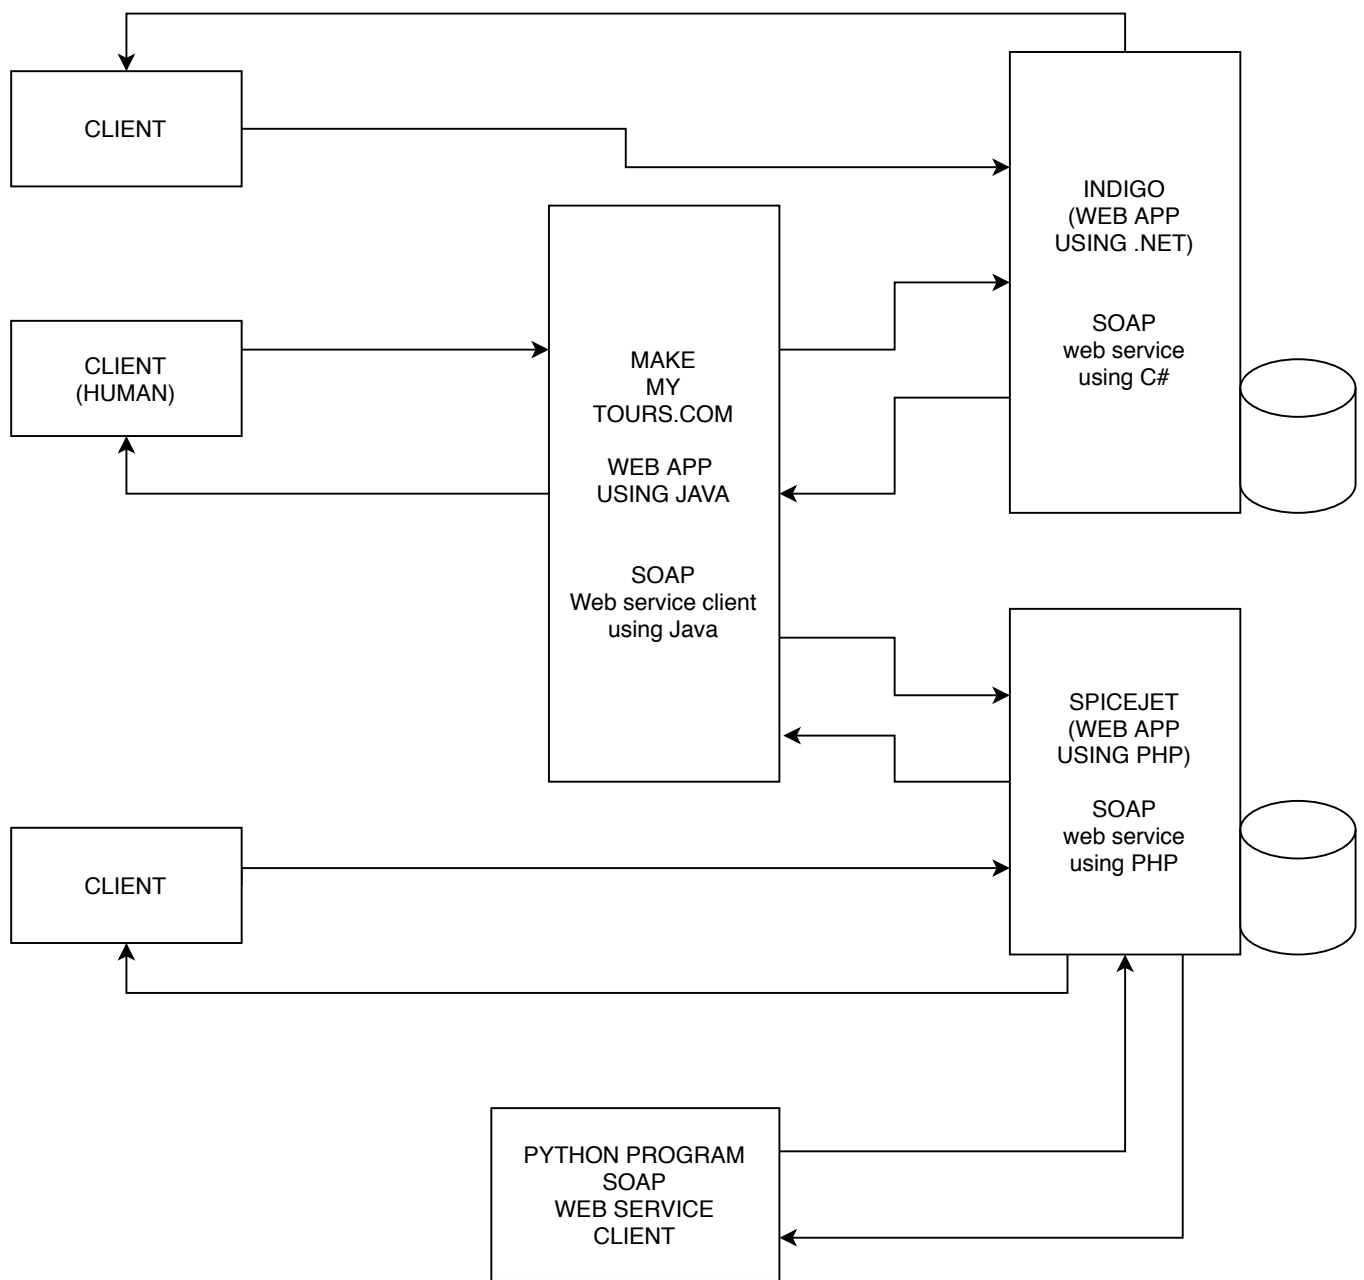 CLIENT
INDIGO
(WEB APP
USING .NET)
SOAP
web service
using C#
CLIENT
(HUMAN)
MAKE
MY
TOURS.COM
WEB APP
USING JAVA
SOAP
Web service client
using Java
SPICEJET
(WEB APP
USING PHP)
SOAP
web service
using PHP
CLIENT
PYTHON PROGRAM
SOAP
WEB SERVICE
CLIENT